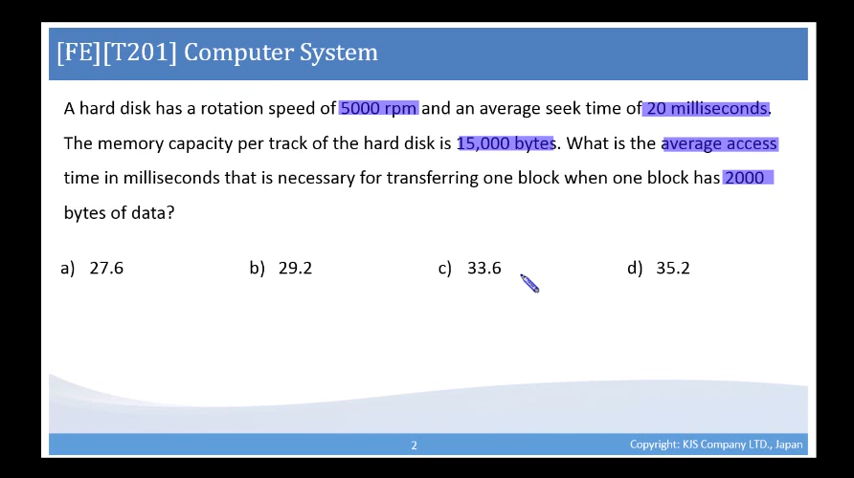 [FE][T201] Computer System
A hard disk has a rotation speed of 5000 rpm and an average seek time of 20 milliseconds.
The memory capacity per track of the hard disk is 15,000 bytes. What is the average access
time in milliseconds that is necessary for transferring one block when one block has 2000
bytes of data?
a) 27.6 b) 29.2 c) 33.6 d) 35.2
2 Copyright: KJS Company LTD., Japan